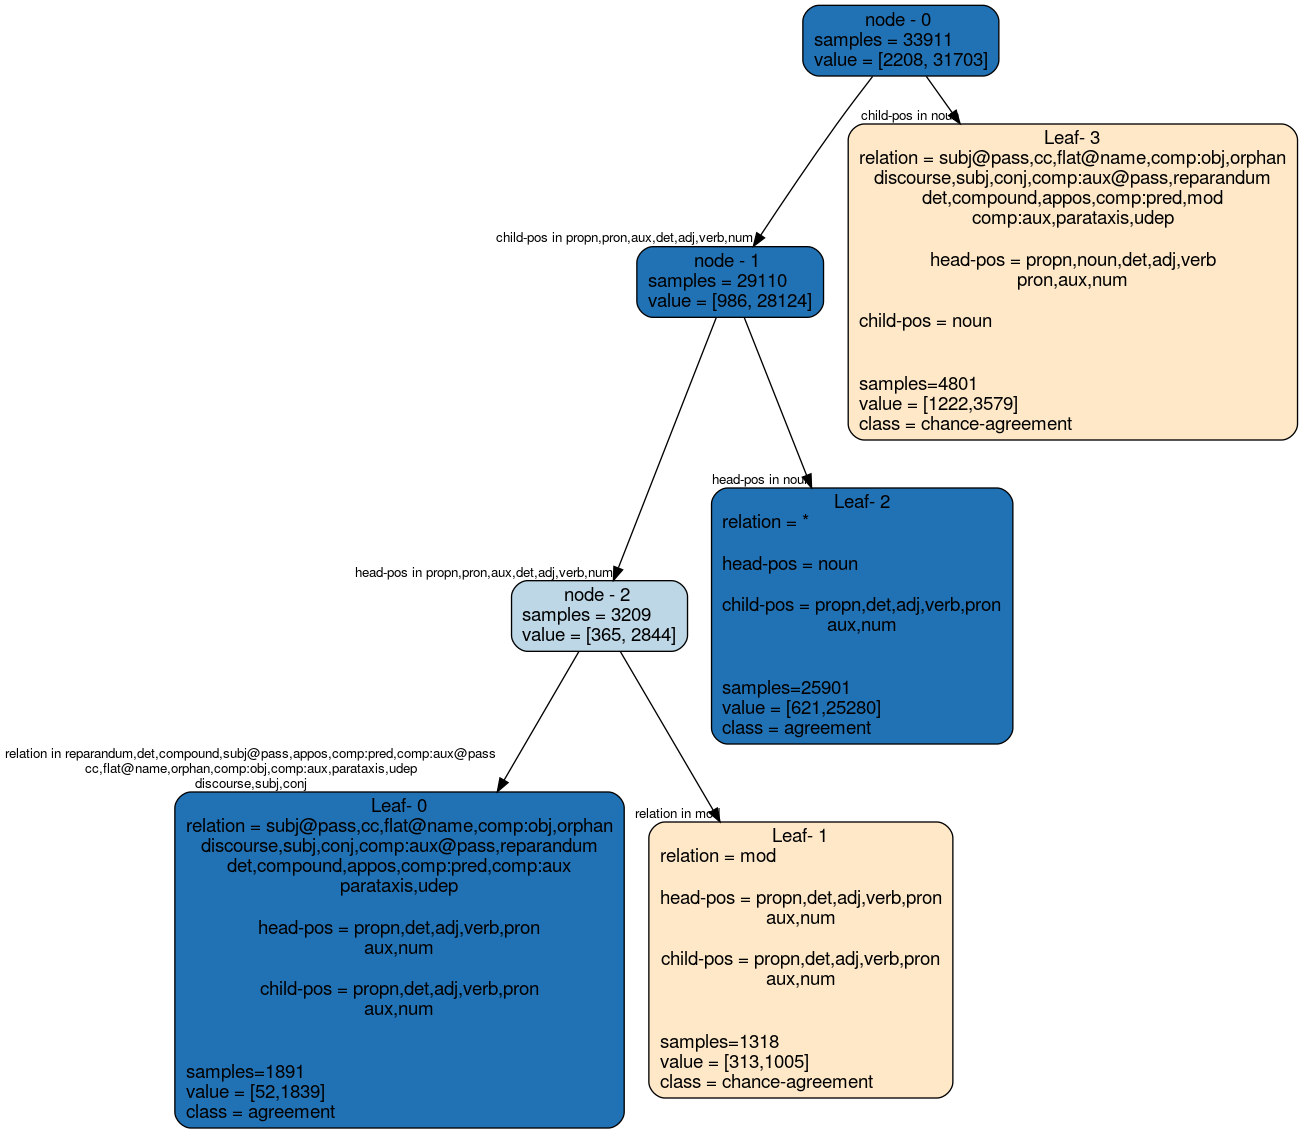 node - 0
samples = 33911
value = [2208, 31703]
child-pos in noun
Leaf- 3
relation = subj@pass,cc,flat@name,comp:obj,orphan
discourse,subj,conj,comp:aux@pass,reparandum
det,compound,appos,comp:pred,mod
comp:aux,parataxis,udep
head-pos = propn,noun,det,adj,verb
pron,aux,num
child-pos = noun
samples=4801
value = [1222,3579]
class = chance-agreement
child-pos in propn,pron,aux,det,adj,verb,num
node - 1
samples = 29110
value = [986, 28124]
head-pos in noun
Leaf- 2
relation = *
head-pos = noun
child-pos = propn,det,adj,verb,pron
aux,num
samples=25901
value = [621,25280]
class = agreement
head-pos in propn,pron,aux,det,adj,verb,num
node - 2
samples = 3209
value = [365, 2844]
relation in reparandum,det,compound,subj@pass,appos,comp:pred,comp:aux@pass
cc,flat@name,orphan,comp:obj,comp:aux,parataxis,udep
discourse,subj,conj
Leaf- 0
relation = subj@pass,cc,flat@name,comp:obj,orphan
discourse,subj,conj,comp:aux@pass,reparandum
det,compound,appos,comp:pred,comp:aux
parataxis,udep
head-pos = propn,det,adj,verb,pron
aux,num
child-pos = propn,det,adj,verb,pron
aux,num
samples=1891
value = [52,1839]
class = agreement
relation in mod
Leaf- 1
relation = mod
head-pos = propn,det,adj,verb,pron
aux,num
child-pos = propn,det,adj,verb,pron
aux,num
samples=1318
value = [313,1005]
class = chance-agreement